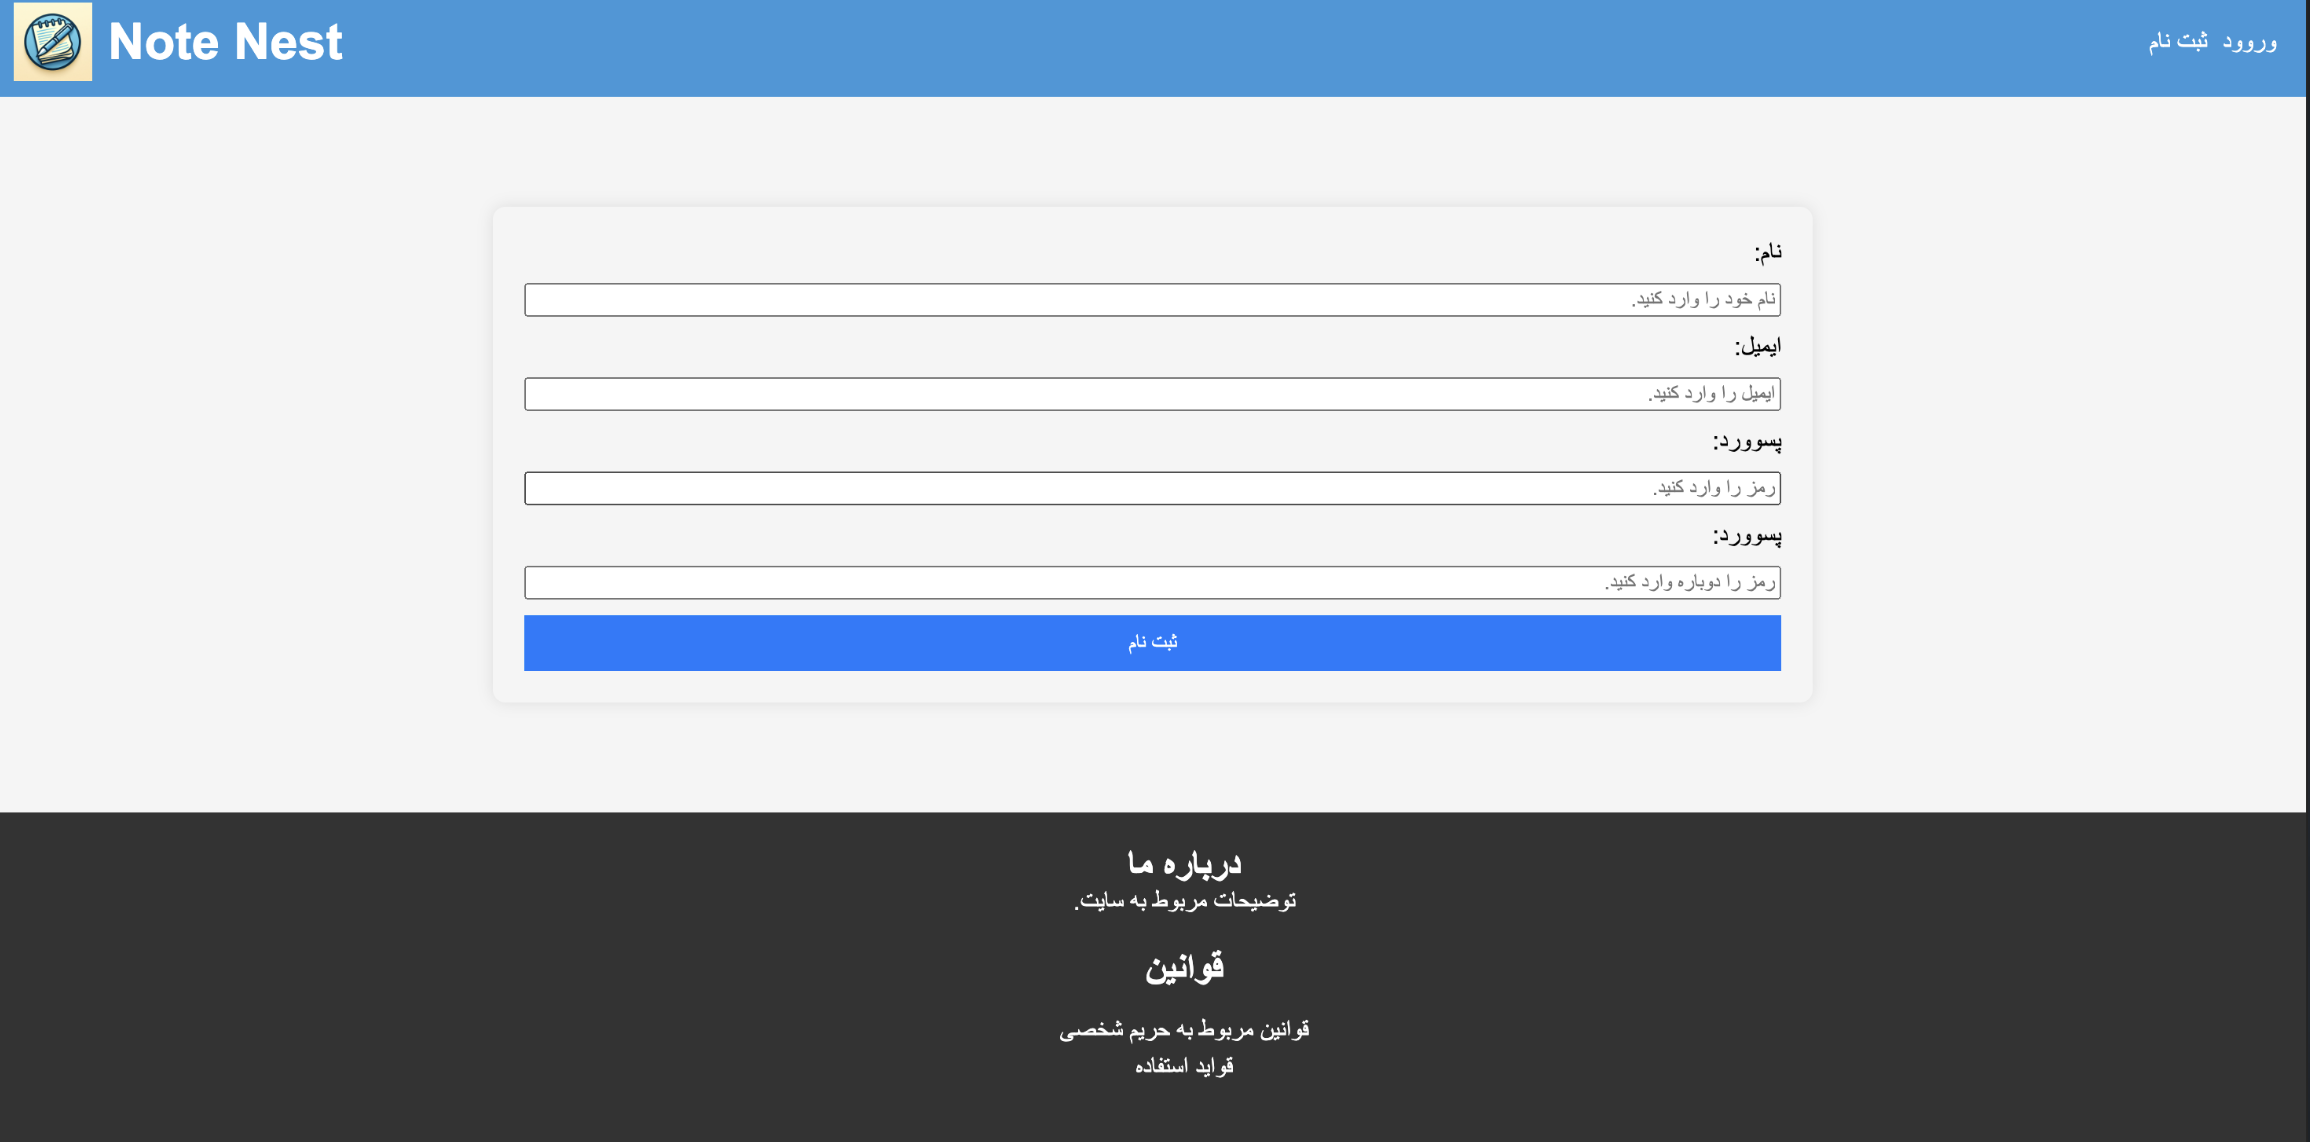 Note Nest
وروود ثبت نام
نام:
نام خود را وارد کنید.
ایمیل:
ایمیل را وارد کنید.
پسوورد:
رمز را وارد کنید.
پسوورد:
رمز را دوباره وارد کنید.
ثبت نام
درباره ما
توضیحات مربوط به سایت.
قوانین
قوانین مربوط به حریم شخصی
قواید استفاده